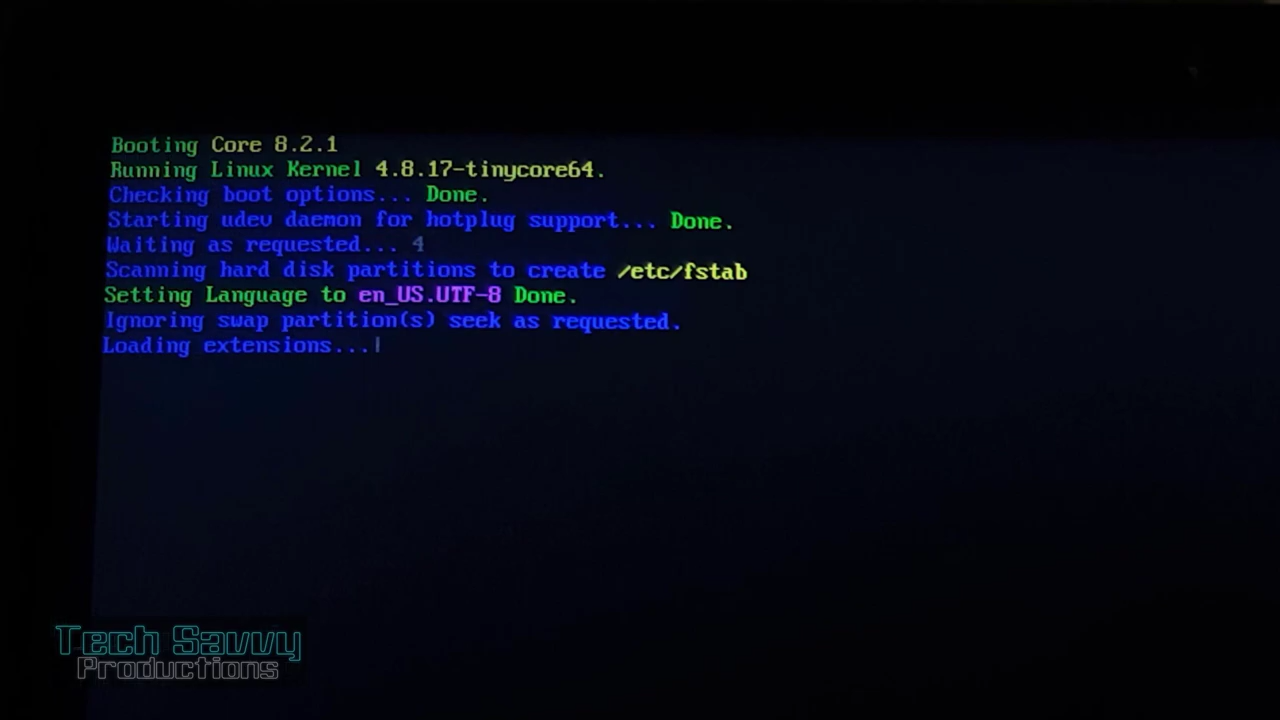 Booting Core 8.2.1
Running Linux Kernel 4.8.17-tinycore64.
Checking boot options... Done.
Starting udev daemon for hotplug support... Done.
Waiting as requested... 4
Scanning hard disk partitions to create /etc/fstab
Setting Language to en_US.UTF-8 Done.
Ignoring swap partition(s) seek as requested.
Loading extensions...|
Tech Savvy
Productions